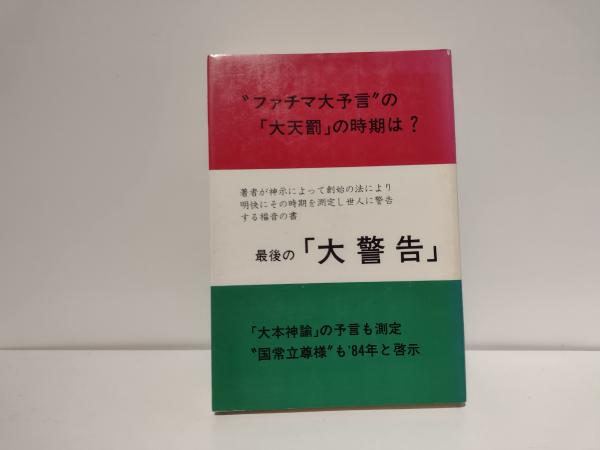 〝ファチマ大予言〟の
「大天罰」の時期は？
著者が神示によって創始の法により
明快にその時期を測定し世人に警告
する福音の書
最後の「大警告」
「大本神諭」の予言も測定
〝国常立尊様〟も'84年と啓示